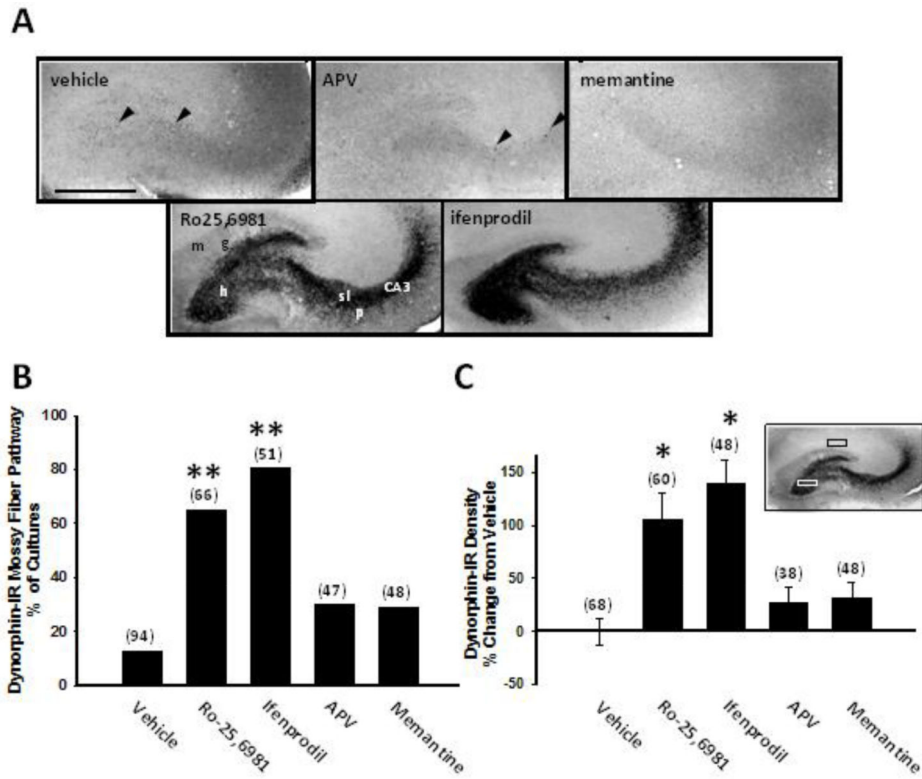 A
vehicle
APV
memantine
Ro25,6981
ifenprodil
m
g
h
sl
p
CA3
B
Dynorphin-IR Mossy Fiber Pathway
% of Cultures
100
80
60
40
20
0
(94)
**
(66)
**
(51)
(47)
(48)
Vehicle
Ro-25,6981
Ifenprodil
APV
Memantine
C
Dynorphin-IR Density
% Change from Vehicle
150
100
50
0
-50
(68)
*
(60)
*
(48)
(38)
(48)
Vehicle
Ro-25,6981
Ifenprodil
APV
Memantine